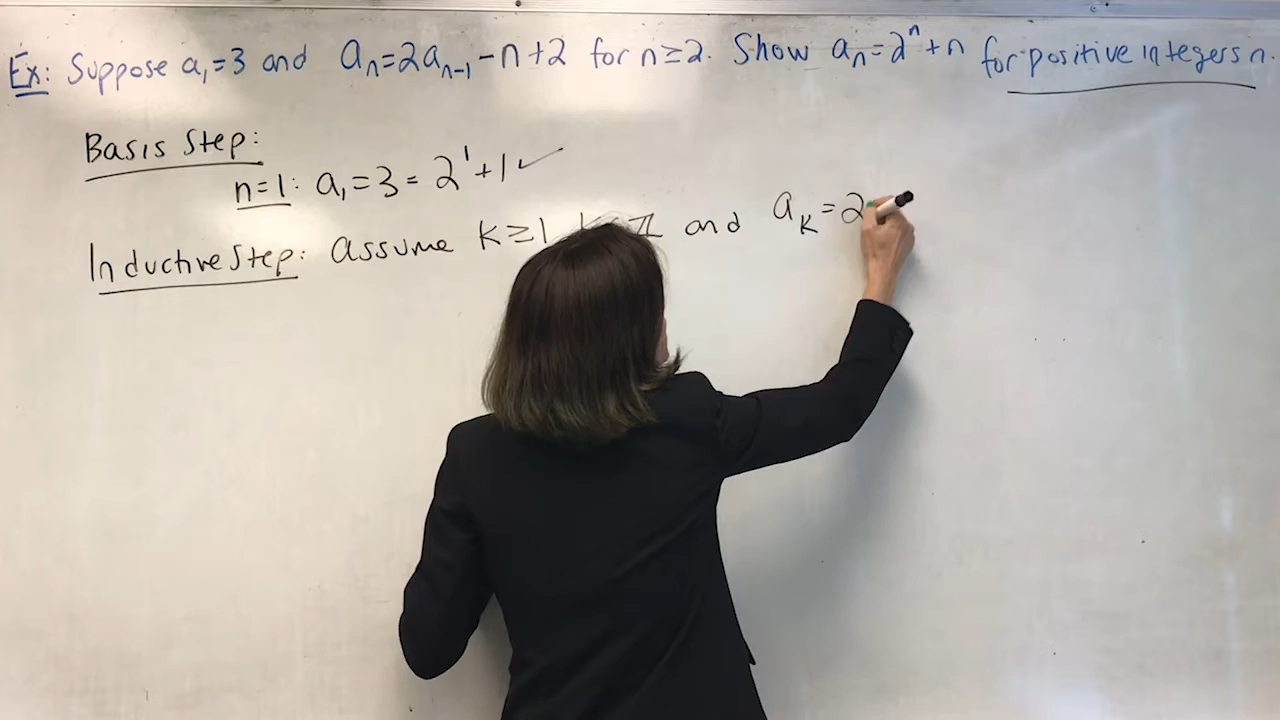 Ex: Suppose a₁=3 and aₙ=2aₙ₋₁-n+2 for n≥2. Show aₙ=2ⁿ+n for positive integers n.
Basis Step:
n=1: a₁=3=2¹+1✓
Inductive Step: Assume k≥1, ℤ and aₖ=2